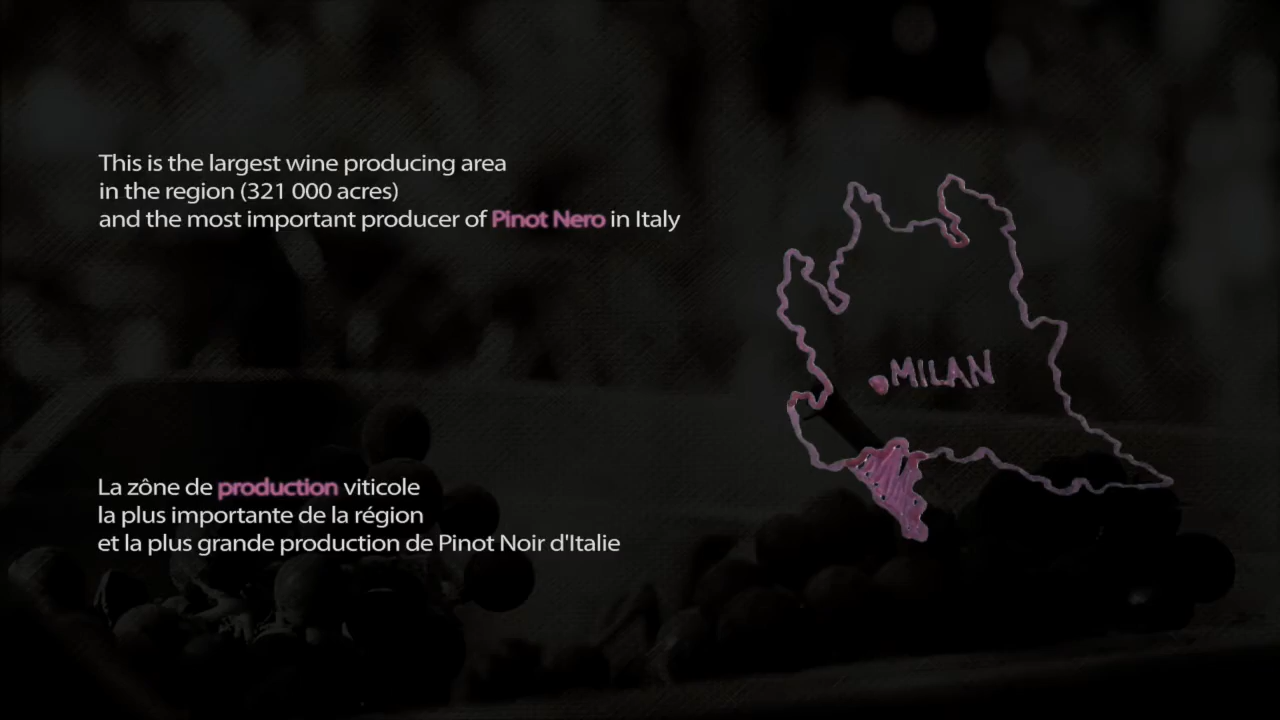 This is the largest wine producing area
in the region (321 000 acres)
and the most important producer of Pinot Nero in Italy
MILAN
La zône de production viticole
la plus importante de la région
et la plus grande production de Pinot Noir d'Italie